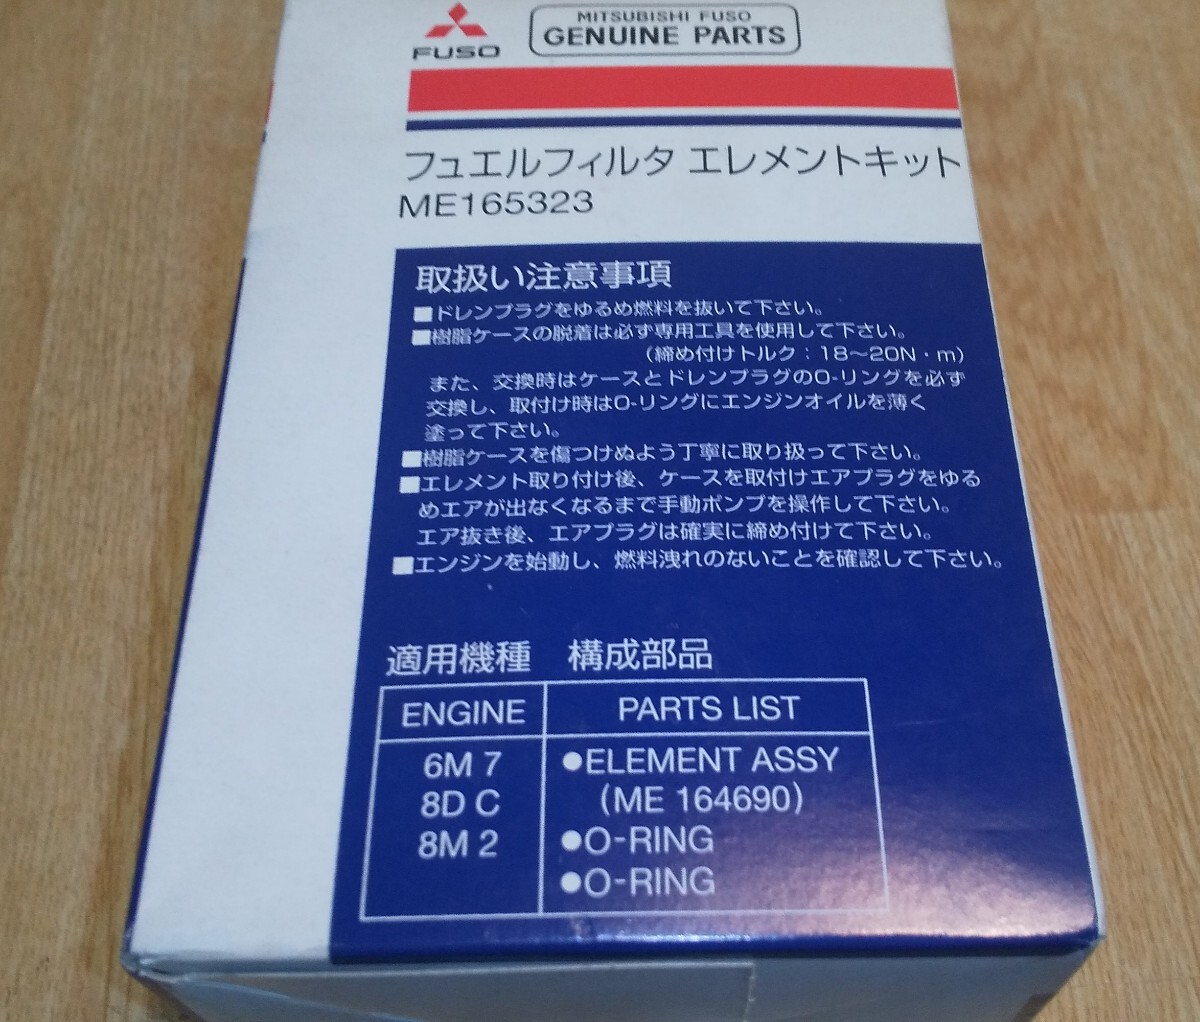 FUSO
MITSUBISHI FUSO
GENUINE PARTS
フュエルフィルタ エレメントキット
ME165323
取扱い注意事項
■ドレンプラグをゆるめ燃料を抜いて下さい。
■樹脂ケースの脱着は必ず専用工具を使用して下さい。
（締め付けトルク：18～20N・m）
また、交換時はケースとドレンプラグのO-リングを必ず
交換し、取付け時はO-リングにエンジンオイルを薄く
塗って下さい。
■樹脂ケースを傷つけぬよう丁寧に取り扱って下さい。
■エレメント取り付け後、ケースを取付けエアプラグをゆる
めエアが出なくなるまで手動ポンプを操作して下さい。
エア抜き後、エアプラグは確実に締め付けて下さい。
■エンジンを始動し、燃料洩れのないことを確認して下さい。
適用機種 構成部品
ENGINE PARTS LIST
6M 7 ●ELEMENT ASSY
8D C （ME 164690）
8M 2 ●O-RING
●O-RING